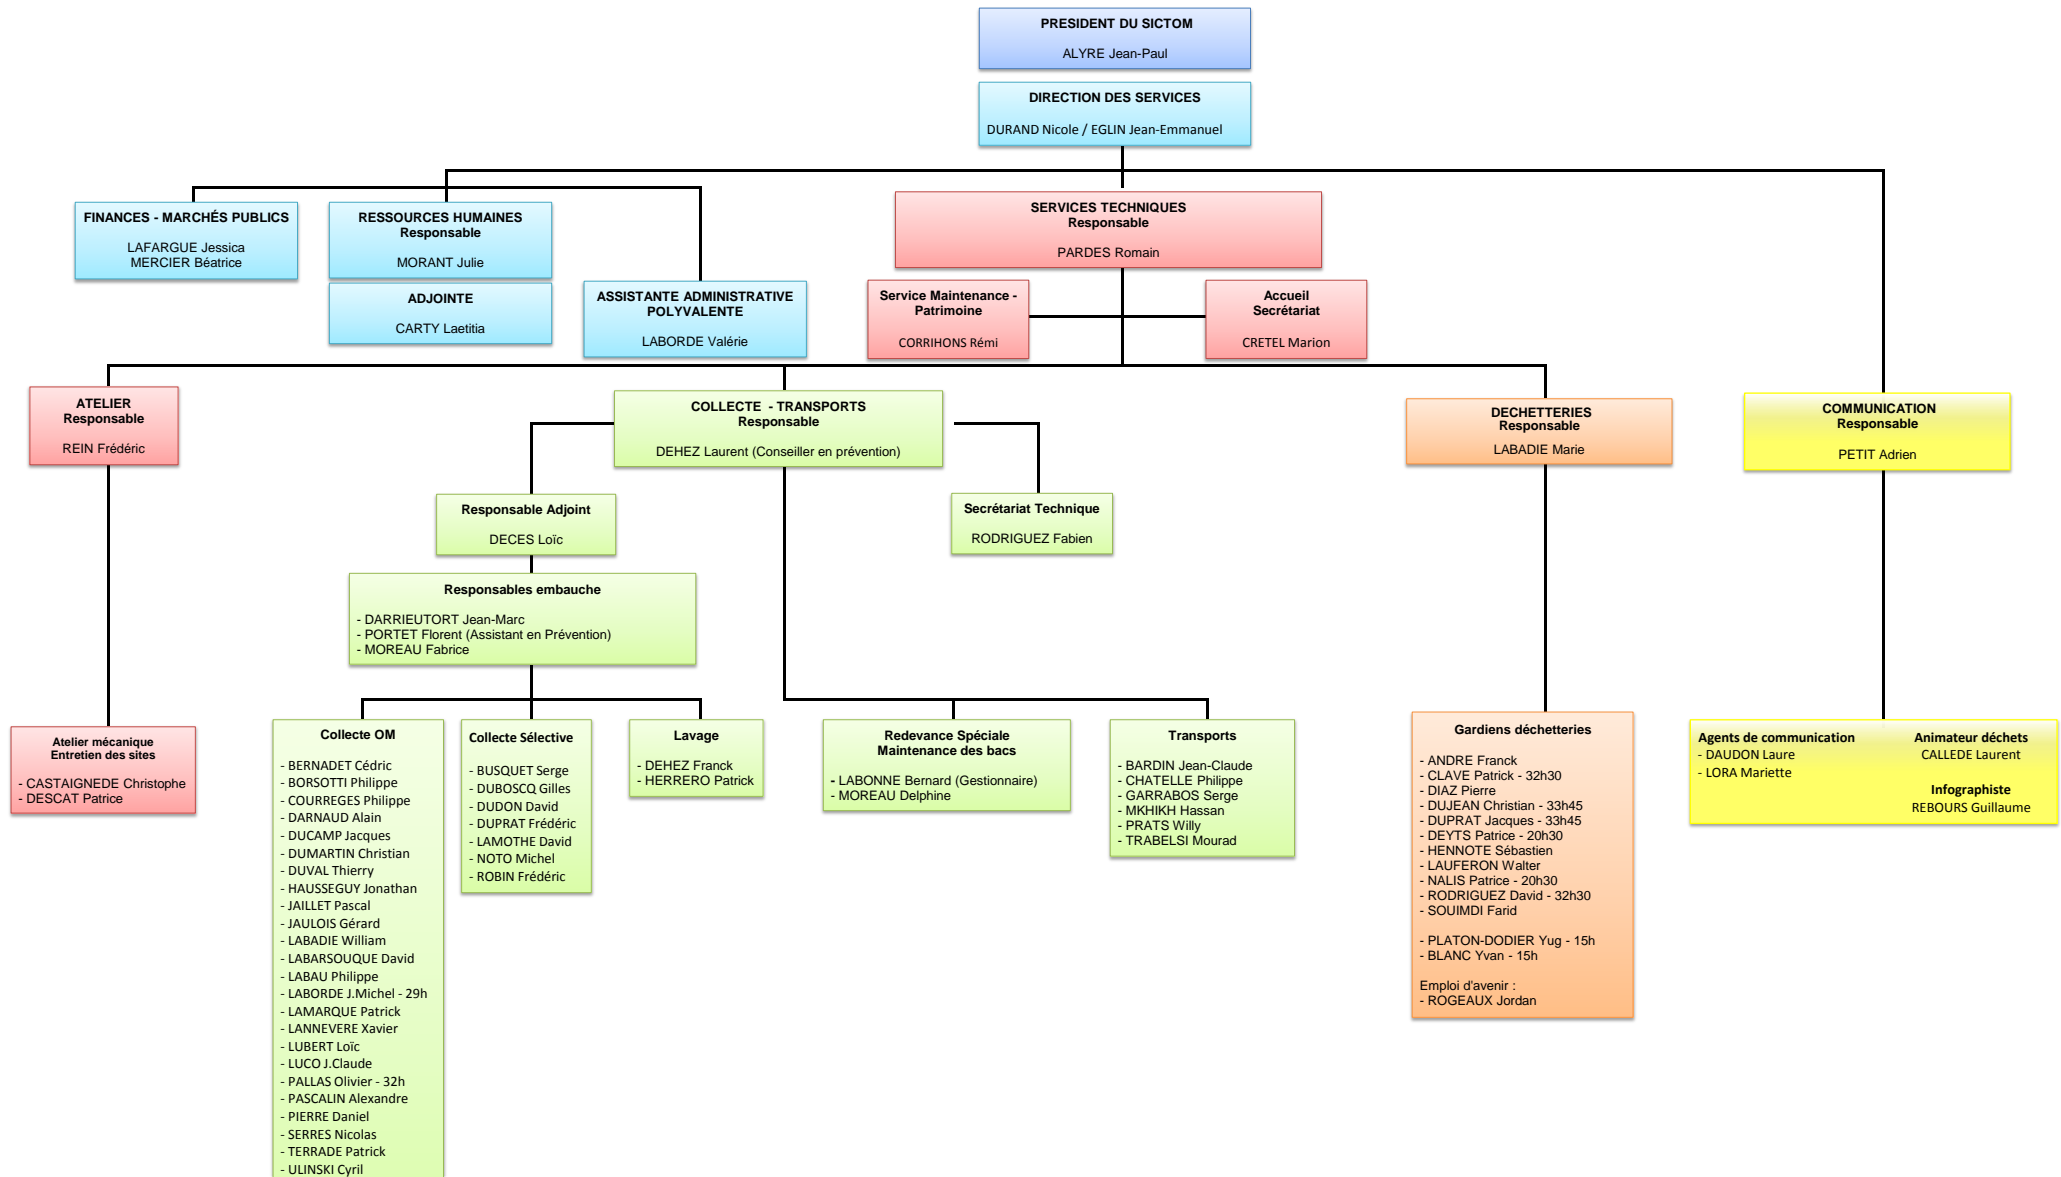 PRESIDENT DU SICTOM
ALYRE Jean-Paul
DIRECTION DES SERVICES
DURAND Nicole / EGLIN Jean-Emmanuel
FINANCES - MARCHÉS PUBLICS
LAFARGUE Jessica
MERCIER Béatrice
RESSOURCES HUMAINES
Responsable
MORANT Julie
ADJOINTE
CARTY Laetitia
ASSISTANTE ADMINISTRATIVE
POLYVALENTE
LABORDE Valérie
SERVICES TECHNIQUES
Responsable
PARDES Romain
Service Maintenance -
Patrimoine
CORRIHONS Rémi
Accueil
Secrétariat
CRETEL Marion
ATELIER
Responsable
REIN Frédéric
COLLECTE - TRANSPORTS
Responsable
DEHEZ Laurent (Conseiller en prévention)
DECHETTERIES
Responsable
LABADIE Marie
COMMUNICATION
Responsable
PETIT Adrien
Responsable Adjoint
DECES Loïc
Secrétariat Technique
RODRIGUEZ Fabien
Responsables embauche
- DARRIEUTORT Jean-Marc
- PORTET Florent (Assistant en Prévention)
- MOREAU Fabrice
Atelier mécanique
Entretien des sites
- CASTAIGNEDE Christophe
- DESCAT Patrice
Collecte OM
- BERNADET Cédric
- BORSOTTI Philippe
- COURREGES Philippe
- DARNAUD Alain
- DUCAMP Jacques
- DUMARTIN Christian
- DUVAL Thierry
- HAUSSEGUY Jonathan
- JAILLET Pascal
- JAULOIS Gérard
- LABADIE William
- LABARSOUQUE David
- LABAU Philippe
- LABORDE J.Michel - 29h
- LAMARQUE Patrick
- LANNEVERE Xavier
- LUBERT Loïc
- LUCO J.Claude
- PALLAS Olivier - 32h
- PASCALIN Alexandre
- PIERRE Daniel
- SERRES Nicolas
- TERRADE Patrick
- ULINSKI Cyril
Collecte Sélective
- BUSQUET Serge
- DUBOSCQ Gilles
- DUDON David
- DUPRAT Frédéric
- LAMOTHE David
- NOTO Michel
- ROBIN Frédéric
Lavage
- DEHEZ Franck
- HERRERO Patrick
Redevance Spéciale
Maintenance des bacs
- LABONNE Bernard (Gestionnaire)
- MOREAU Delphine
Transports
- BARDIN Jean-Claude
- CHATELLE Philippe
- GARRABOS Serge
- MKHIKH Hassan
- PRATS Willy
- TRABELSI Mourad
Gardiens déchetteries
- ANDRE Franck
- CLAVE Patrick - 32h30
- DIAZ Pierre
- DUJEAN Christian - 33h45
- DUPRAT Jacques - 33h45
- DEYTS Patrice - 20h30
- HENNOTE Sébastien
- LAUFERON Walter
- NALIS Patrice - 20h30
- RODRIGUEZ David - 32h30
- SOUIMDI Farid
- PLATON-DODIER Yug - 15h
- BLANC Yvan - 15h
Emploi d'avenir :
- ROGEAUX Jordan
Agents de communication
- DAUDON Laure
- LORA Mariette
Animateur déchets
CALLEDE Laurent
Infographiste
REBOURS Guillaume